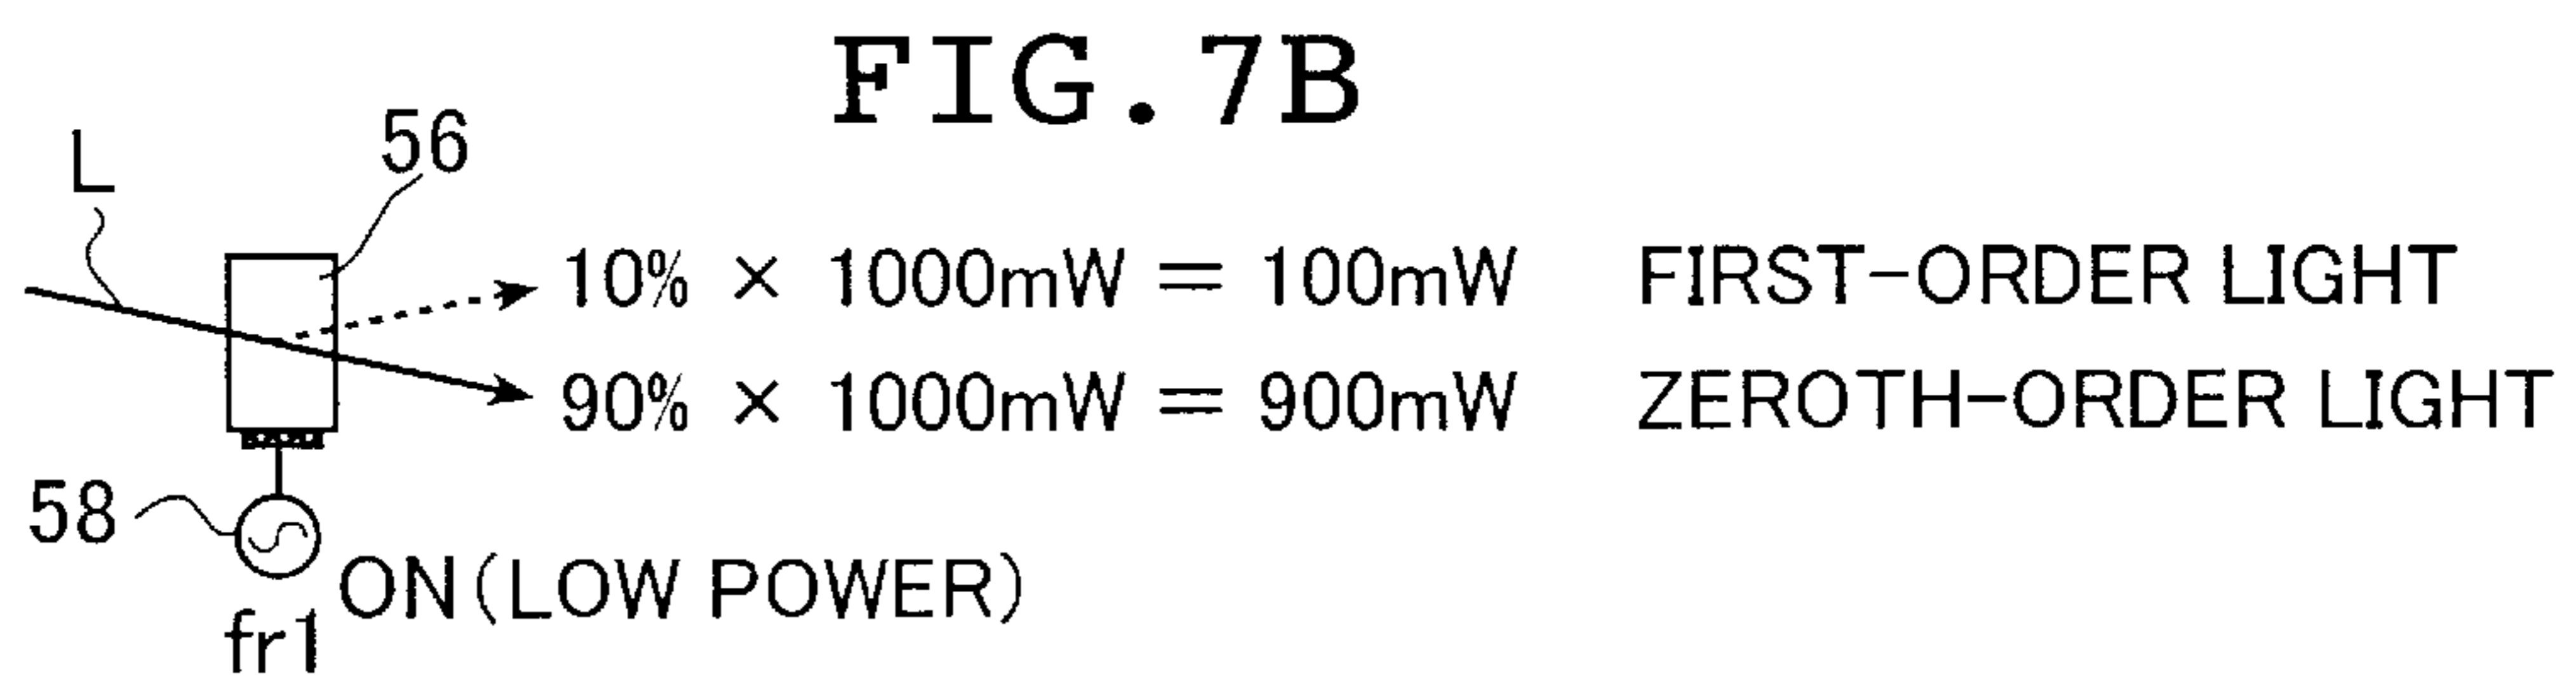 FIG.7B
L
56
10% × 1000mW = 100mW FIRST-ORDER LIGHT
90% × 1000mW = 900mW ZEROTH-ORDER LIGHT
58
ON(LOW POWER)
fr1